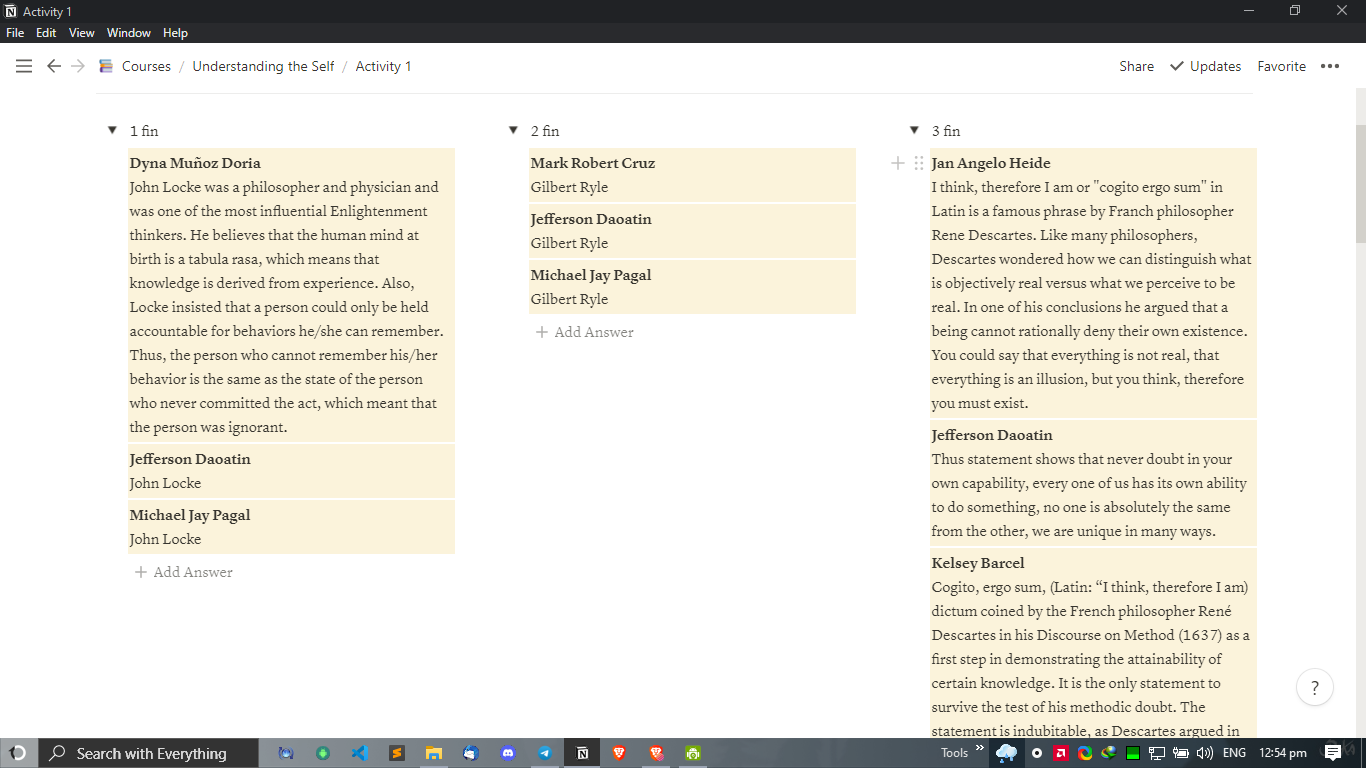 Activity 1
File Edit View Window Help
Courses / Understanding the Self / Activity 1
Share Updates Favorite
1 fin
Dyna Muñoz Doria
John Locke was a philosopher and physician and
was one of the most influential Enlightenment
thinkers. He believes that the human mind at
birth is a tabula rasa, which means that
knowledge is derived from experience. Also,
Locke insisted that a person could only be held
accountable for behaviors he/she can remember.
Thus, the person who cannot remember his/her
behavior is the same as the state of the person
who never committed the act, which meant that
the person was ignorant.
Jefferson Daoatin
John Locke
Michael Jay Pagal
John Locke
Add Answer
2 fin
Mark Robert Cruz
Gilbert Ryle
Jefferson Daoatin
Gilbert Ryle
Michael Jay Pagal
Gilbert Ryle
Add Answer
3 fin
Jan Angelo Heide
I think, therefore I am or "cogito ergo sum" in
Latin is a famous phrase by Franch philosopher
Rene Descartes. Like many philosophers,
Descartes wondered how we can distinguish what
is objectively real versus what we perceive to be
real. In one of his conclusions he argued that a
being cannot rationally deny their own existence.
You could say that everything is not real, that
everything is an illusion, but you think, therefore
you must exist.
Jefferson Daoatin
Thus statement shows that never doubt in your
own capability, every one of us has its own ability
to do something, no one is absolutely the same
from the other, we are unique in many ways.
Kelsey Barcel
Cogito, ergo sum, (Latin: “I think, therefore I am)
dictum coined by the French philosopher René
Descartes in his Discourse on Method (1637) as a
first step in demonstrating the attainability of
certain knowledge. It is the only statement to
survive the test of his methodic doubt. The
statement is indubitable, as Descartes argued in
?
Search with Everything
Tools ENG 12:54 pm